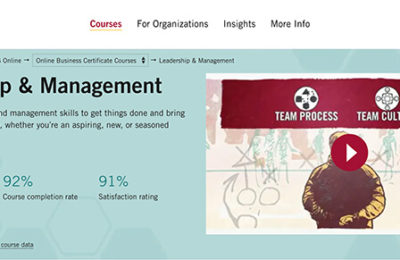 Courses For Organizations Insights More Info
Online → Online Business Certificate Courses → Leadership & Management
& Management
and management skills to get things done and bring
, whether you're an aspiring, new, or seasoned
92% 91%
Course completion rate Satisfaction rating
course data
TEAM PROCESS TEAM